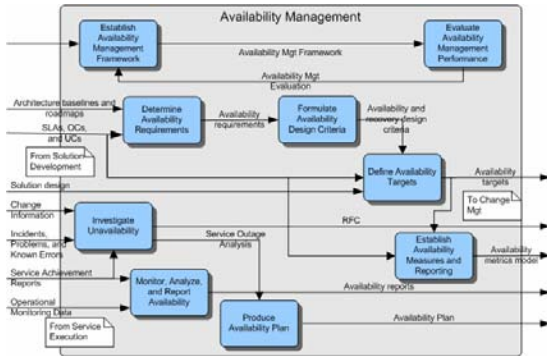 Availability Management
Establish
Availability
Management
Framework
Evaluate
Availability
Management
Performance
Availability Mgt Framework
Availability Mgt
Evaluation
Architecture baselines and
roadmaps
Determine
Availability
Requirements
Availability
requirements
Formulate
Availability
Design Criteria
Availability and
recovery design
criteria
SLAs, OCs,
and UCs
From Solution
Development
Define Availability
Targets
Availability
targets
Solution design
To Change
Mgt
Change
Information
Investigate
Unavailability
RFC
Incidents,
Problems, and
Known Errors
Service Outage
Analysis
Establish
Availability
Measures and
Reporting
Availability
metrics model
Service Achievement
Reports
Monitor, Analyze,
and Report
Availability
Availability reports
Operational
Monitoring Data
From Service
Execution
Produce
Availability Plan
Availability Plan